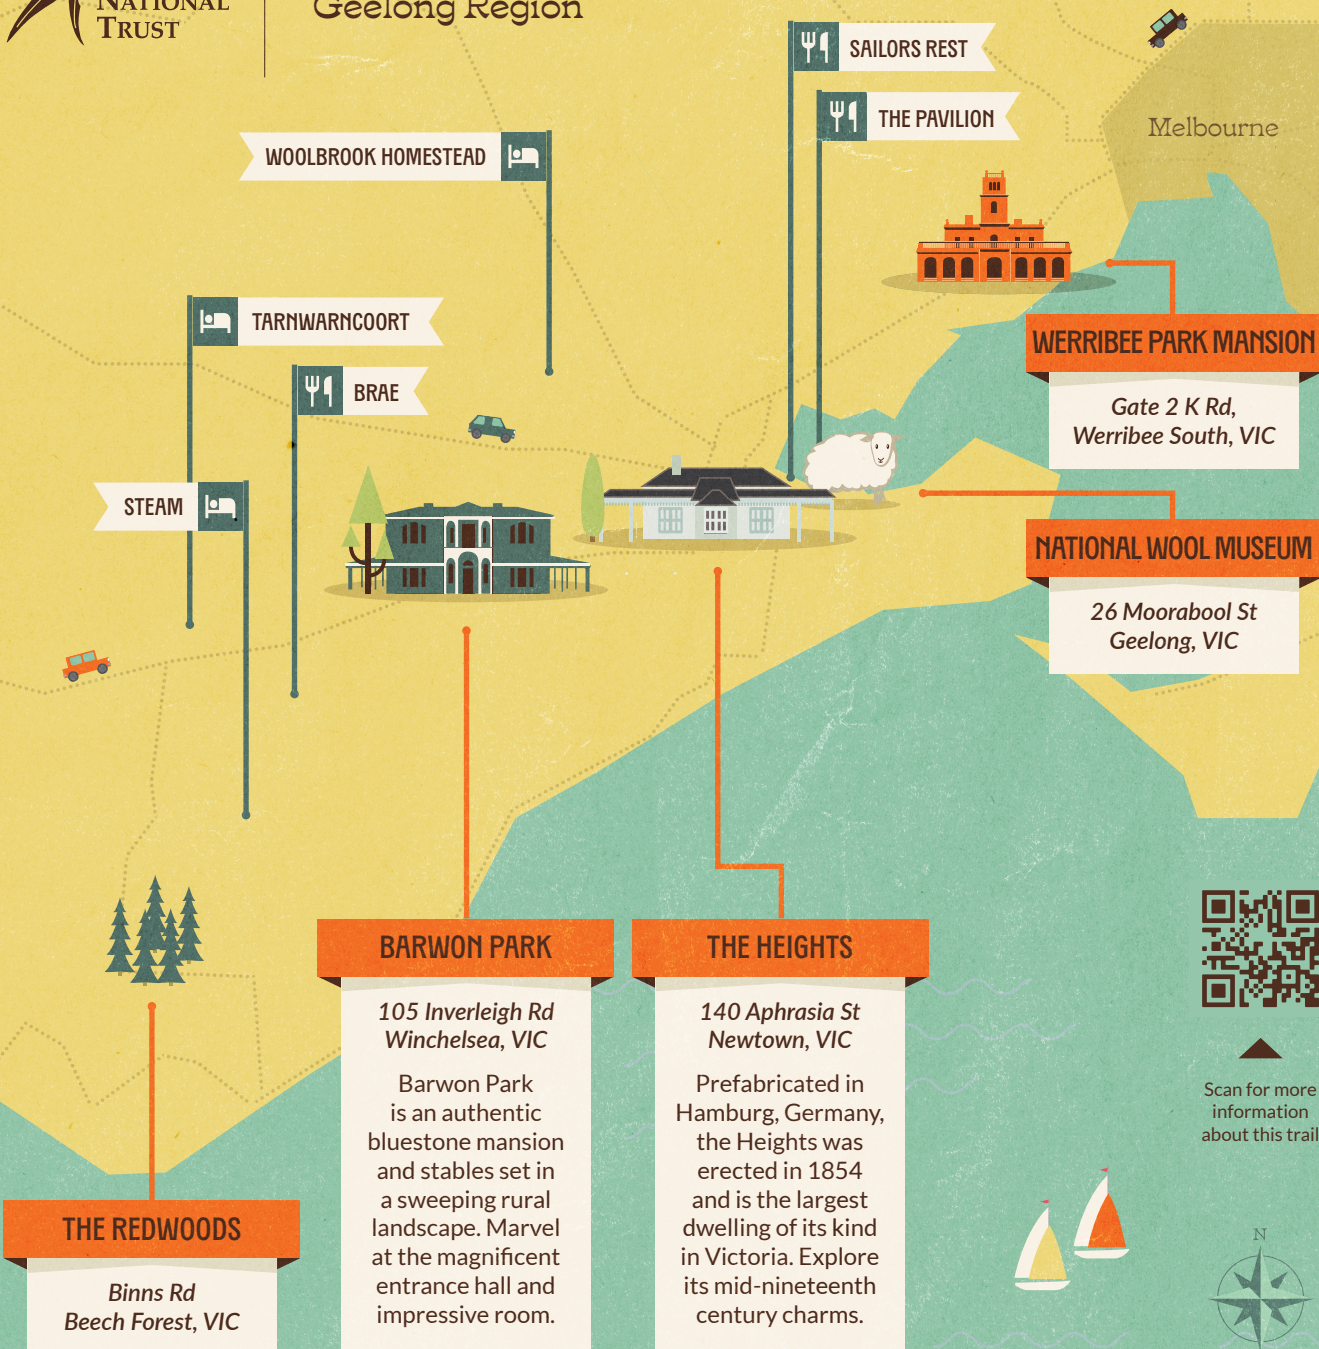 NATIONAL
TRUST
Geelong Region
SAILORS REST
THE PAVILION
Melbourne
WOOLBROOK HOMESTEAD
TARNWARNCOORT
WERRIBEE PARK MANSION
Gate 2 K Rd,
Werribee South, VIC
BRAE
STEAM
NATIONAL WOOL MUSEUM
26 Moorabool St
Geelong, VIC
BARWON PARK
105 Inverleigh Rd
Winchelsea, VIC
Barwon Park
is an authentic
bluestone mansion
and stables set in
a sweeping rural
landscape. Marvel
at the magnificent
entrance hall and
impressive room.
THE HEIGHTS
140 Aphrasia St
Newtown, VIC
Prefabricated in
Hamburg, Germany,
the Heights was
erected in 1854
and is the largest
dwelling of its kind
in Victoria. Explore
its mid-nineteenth
century charms.
Scan for more
information
about this trail
THE REDWOODS
Binns Rd
Beech Forest, VIC
N